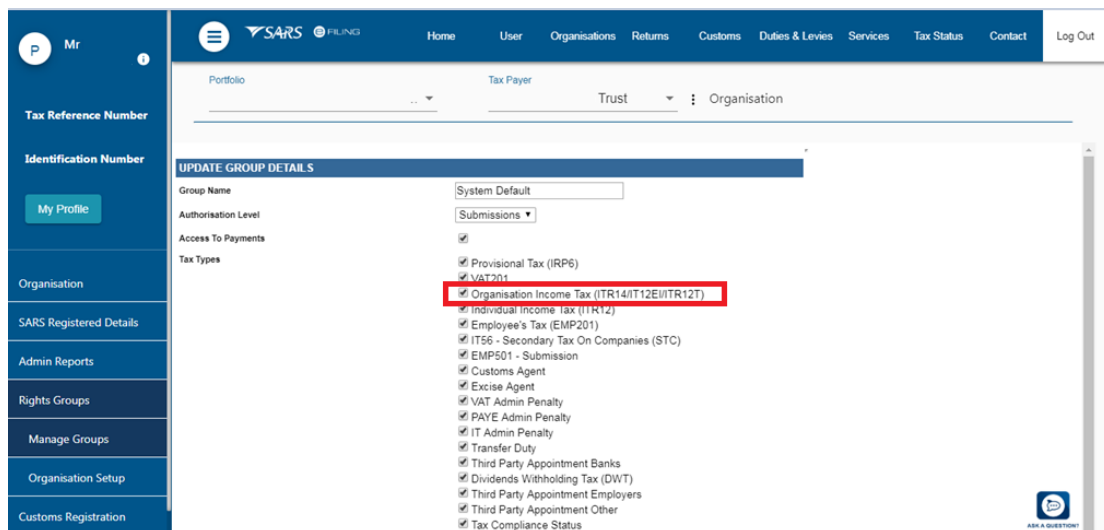 P
Mr
i
Tax Reference Number
Identification Number
My Profile
Organisation
SARS Registered Details
Admin Reports
Rights Groups
Manage Groups
Organisation Setup
Customs Registration
SARS eFILING Home User Organisations Returns Customs Duties & Levies Services Tax Status Contact Log Out
Portfolio Tax Payer
.. Trust Organisation
UPDATE GROUP DETAILS
Group Name System Default
Authorisation Level Submissions
Access To Payments
Tax Types Provisional Tax (IRP6)
VAT201
Organisation Income Tax (ITR14/IT12EI/ITR12T)
Individual Income Tax (ITR12)
Employee's Tax (EMP201)
IT56 - Secondary Tax On Companies (STC)
EMP501 - Submission
Customs Agent
Excise Agent
VAT Admin Penalty
PAYE Admin Penalty
IT Admin Penalty
Transfer Duty
Third Party Appointment Banks
Dividends Withholding Tax (DWT)
Third Party Appointment Employers
Third Party Appointment Other
Tax Compliance Status
ASK A QUESTION?